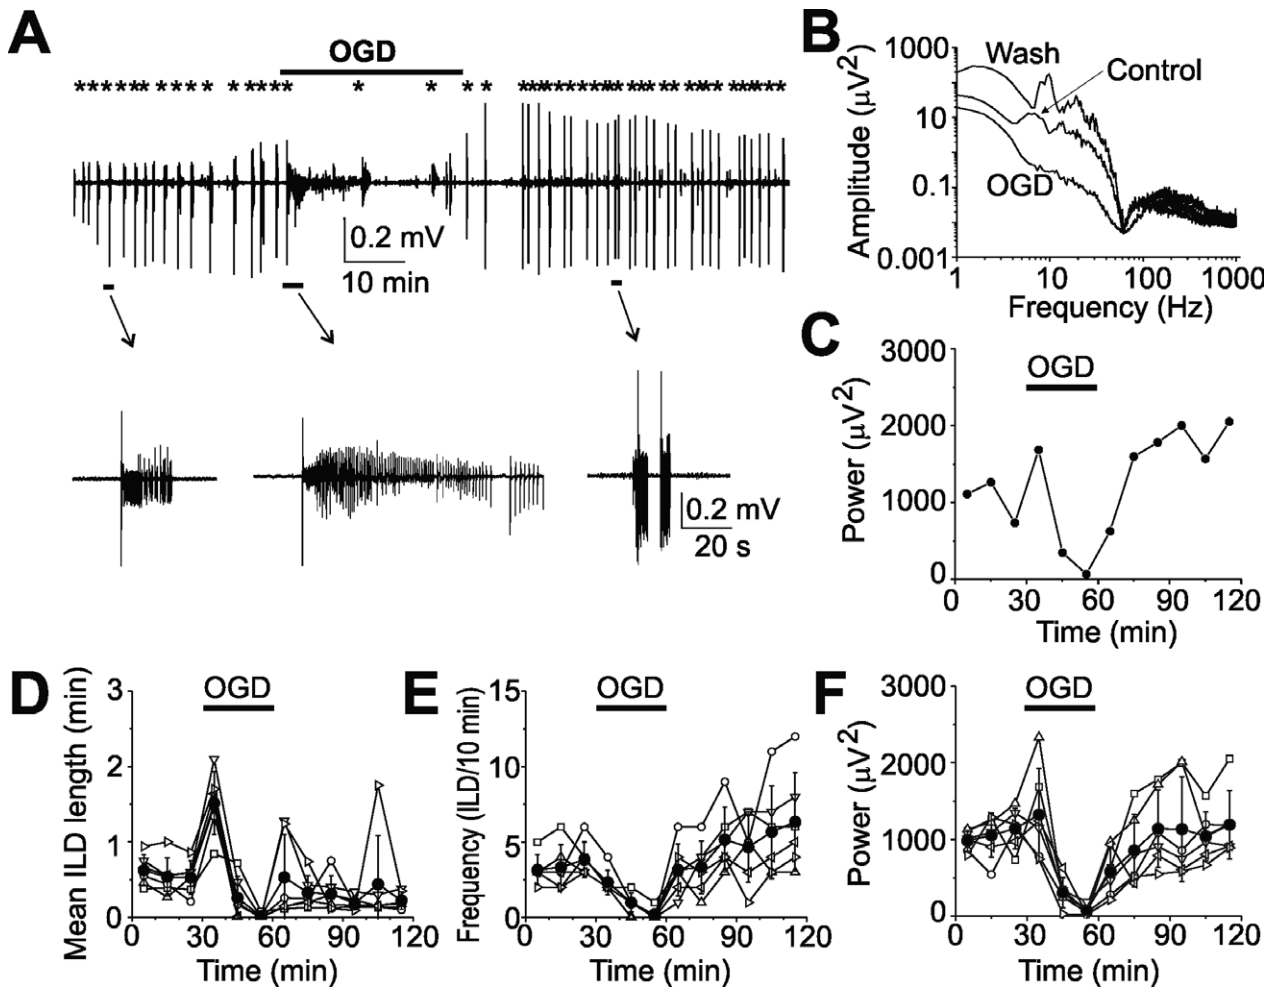 A
OGD
* * * * * * * * * * * * * * * * * * * * * * * * * * * * * * * * * * * * * * * *
0.2 mV
10 min
0.2 mV
20 s
B
1000
10
0.1
0.001
Amplitude (μV²)
Wash
Control
OGD
1 10 100 1000
Frequency (Hz)
C
3000
2000
1000
0
Power (μV²)
OGD
0 30 60 90 120
Time (min)
D
3
2
1
0
Mean ILD length (min)
OGD
0 30 60 90 120
Time (min)
E
15
10
5
0
Frequency (ILD/10 min)
OGD
0 30 60 90 120
Time (min)
F
3000
2000
1000
0
Power (μV²)
OGD
0 30 60 90 120
Time (min)